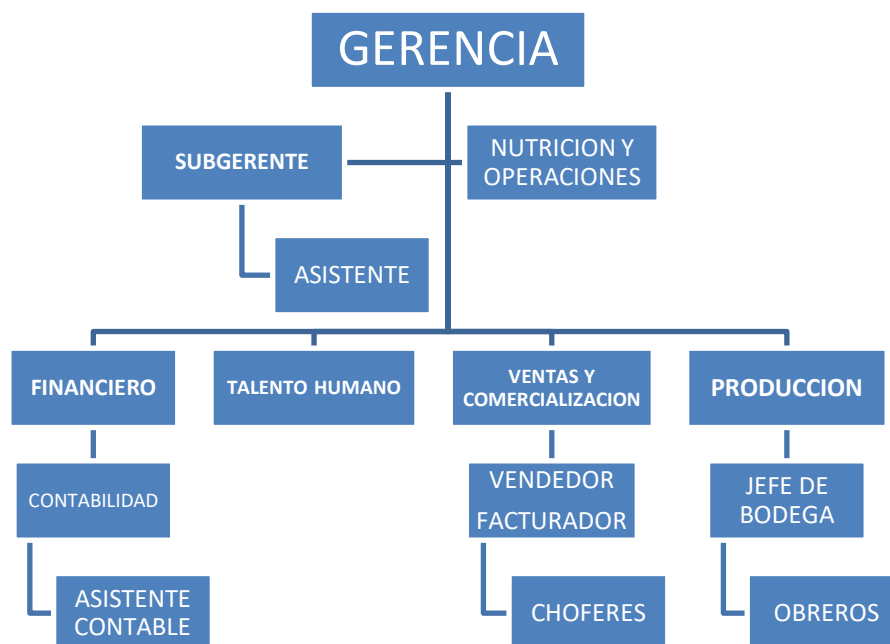 GERENCIA
SUBGERENTE
NUTRICION Y
OPERACIONES
ASISTENTE
FINANCIERO
TALENTO HUMANO
VENTAS Y
COMERCIALIZACION
PRODUCCION
CONTABILIDAD
VENDEDOR
FACTURADOR
JEFE DE
BODEGA
ASISTENTE
CONTABLE
CHOFERES
OBREROS